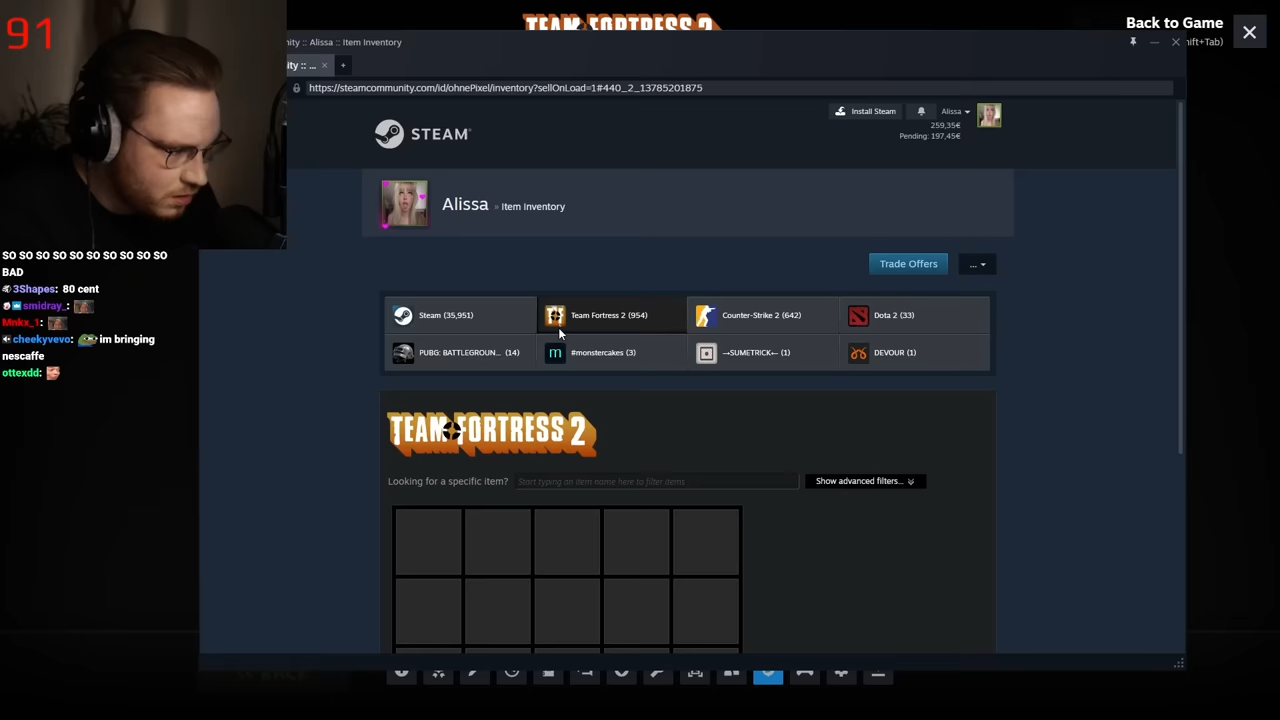 91
TEAM FORTRESS 2
Back to Game
ity :: Alissa :: Item Inventory
ift+Tab)
ity :: ...
https://steamcommunity.com/id/ohnePixel/inventory?sellOnLoad=1#440_2_13785201875
Install Steam
Alissa
259,35€
Pending: 197,45€
STEAM
Alissa » Item Inventory
Trade Offers
...
Steam (35,951)
Team Fortress 2 (954)
Counter-Strike 2 (642)
Dota 2 (33)
PUBG: BATTLEGROUN... (14)
#monstercakes (3)
→SUMETRICK← (1)
DEVOUR (1)
TEAM FORTRESS 2
Looking for a specific item?
Start typing an item name here to filter items
Show advanced filters...
SO SO SO SO SO SO SO SO SO SO
BAD
3Shapes: 80 cent
smidray_:
Mnkx_1:
cheekyvevo: im bringing
nescaffe
ottexdd:
BACK